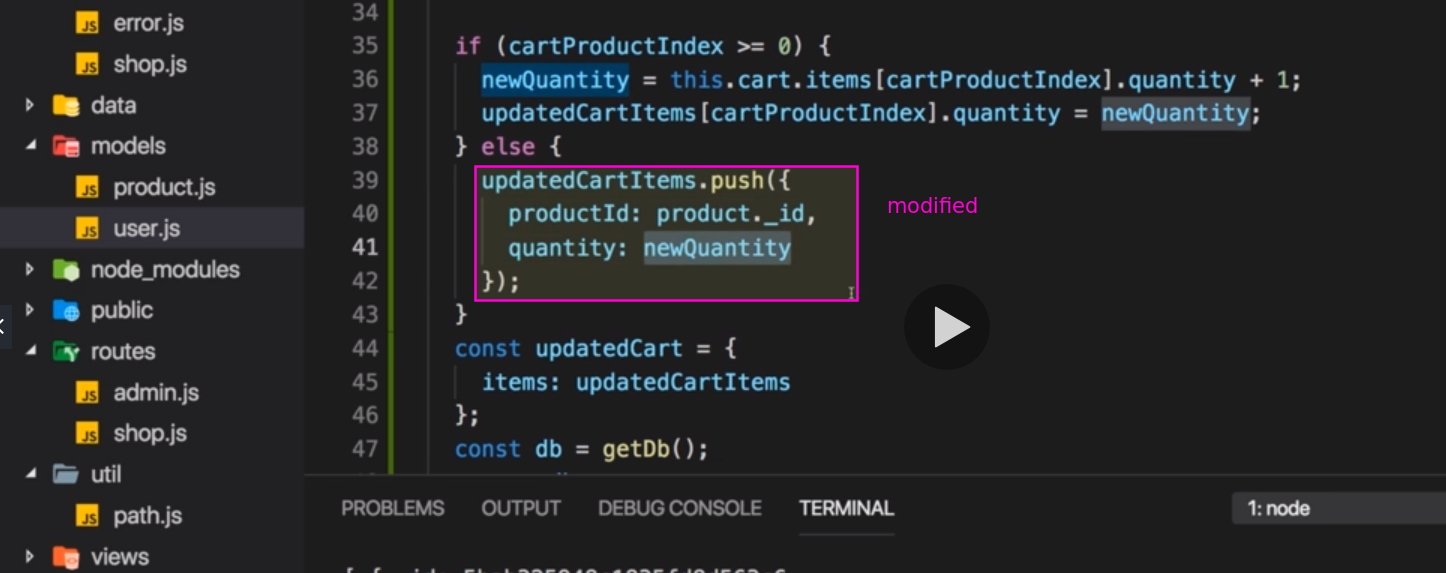 error.js
shop.js
data
models
product.js
user.js
node_modules
public
routes
admin.js
shop.js
util
path.js
views
34
35 if (cartProductIndex >= 0) {
36 newQuantity = this.cart.items[cartProductIndex].quantity + 1;
37 updatedCartItems[cartProductIndex].quantity = newQuantity;
38 } else {
39 updatedCartItems.push({
40 productId: product._id,
41 quantity: newQuantity
42 });
43 }
44 const updatedCart = {
45 items: updatedCartItems
46 };
47 const db = getDb();
modified
PROBLEMS OUTPUT DEBUG CONSOLE TERMINAL 1: node